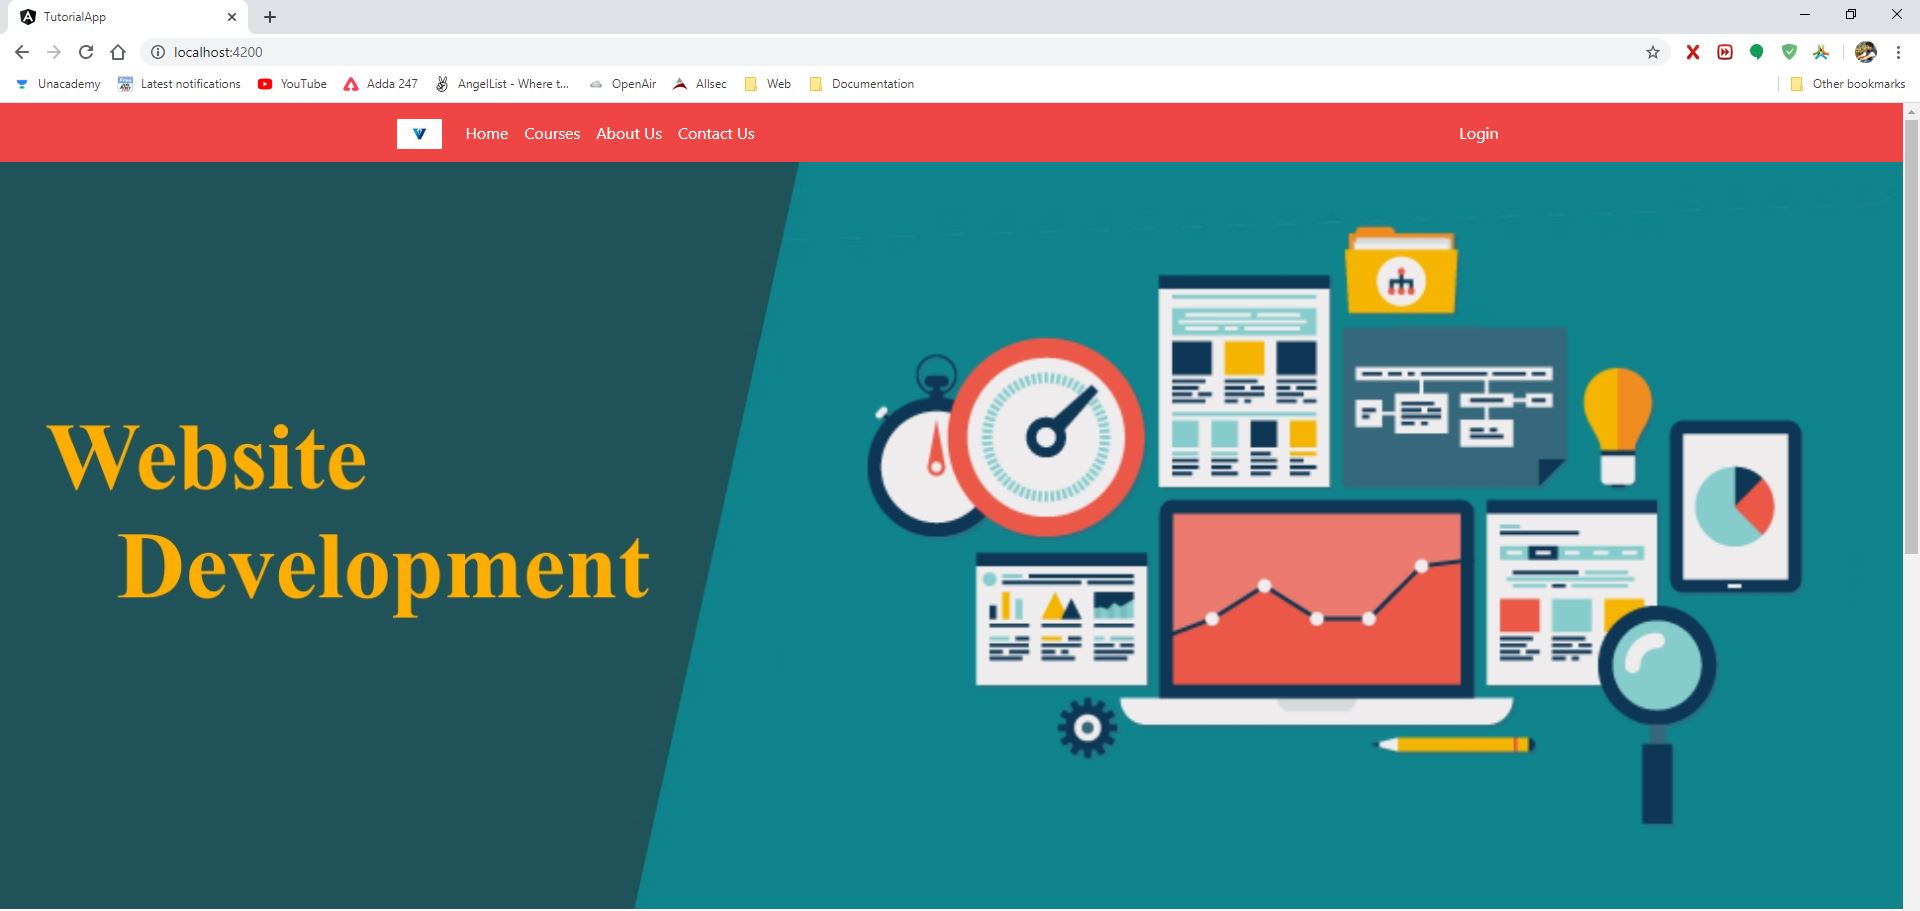 TutorialApp
localhost:4200
Unacademy Latest notifications YouTube Adda 247 AngelList - Where t... OpenAir Allsec Web Documentation Other bookmarks
Home Courses About Us Contact Us Login
Website
Development